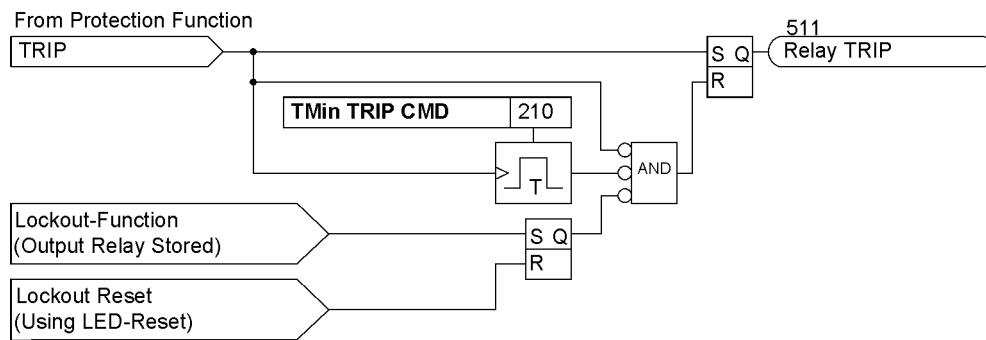 From Protection Function
TRIP
511
S Q
Relay TRIP
R
TMin TRIP CMD 210
T
AND
Lockout-Function
(Output Relay Stored)
S Q
R
Lockout Reset
(Using LED-Reset)